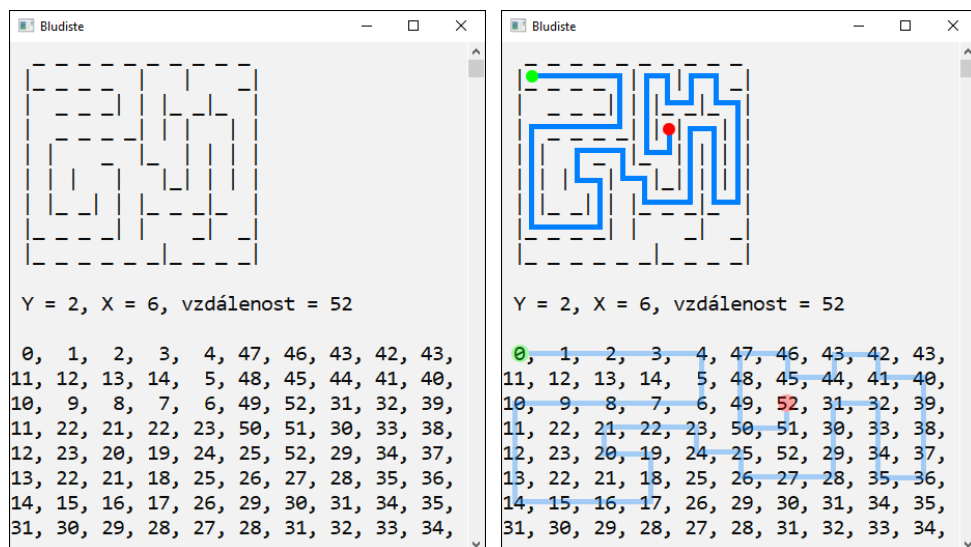 Bludiste
Y = 2, X = 6, vzdálenost = 52
0, 1, 2, 3, 4, 47, 46, 43, 42, 43,
11, 12, 13, 14, 5, 48, 45, 44, 41, 40,
10, 9, 8, 7, 6, 49, 52, 31, 32, 39,
11, 22, 21, 22, 23, 50, 51, 30, 33, 38,
12, 23, 20, 19, 24, 25, 52, 29, 34, 37,
13, 22, 21, 18, 25, 26, 27, 28, 35, 36,
14, 15, 16, 17, 26, 29, 30, 31, 34, 35,
31, 30, 29, 28, 27, 28, 31, 32, 33, 34,
Bludiste
Y = 2, X = 6, vzdálenost = 52
0, 1, 2, 3, 4, 47, 46, 43, 42, 43,
11, 12, 13, 14, 5, 48, 45, 44, 41, 40,
10, 9, 8, 7, 6, 49, 52, 31, 32, 39,
11, 22, 21, 22, 23, 50, 51, 30, 33, 38,
12, 23, 20, 19, 24, 25, 52, 29, 34, 37,
13, 22, 21, 18, 25, 26, 27, 28, 35, 36,
14, 15, 16, 17, 26, 29, 30, 31, 34, 35,
31, 30, 29, 28, 27, 28, 31, 32, 33, 34,